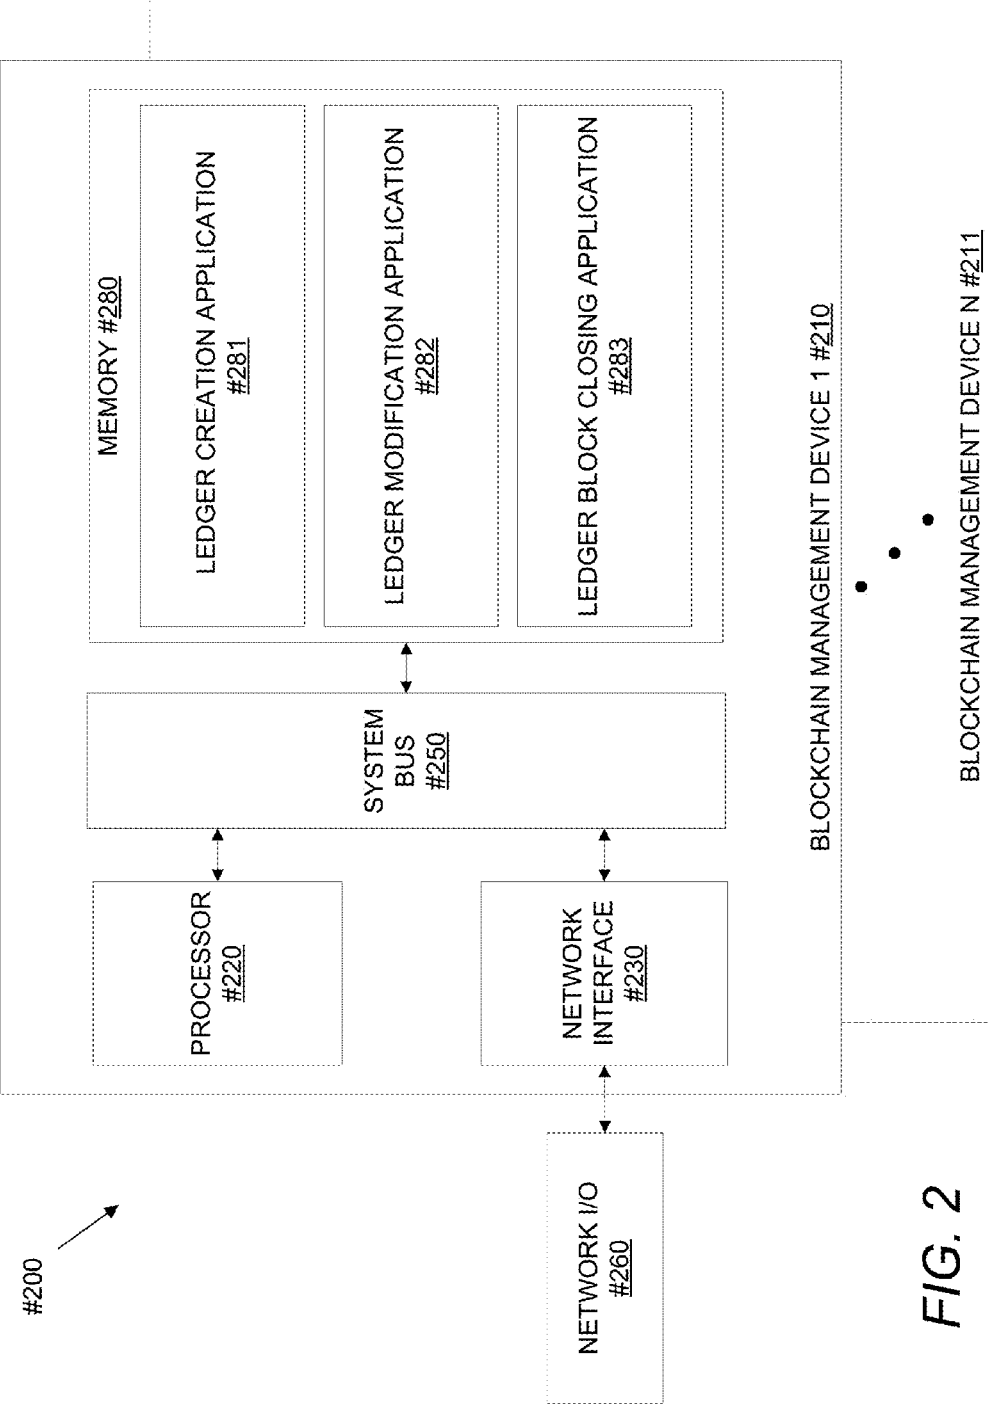 #200
MEMORY #280
LEDGER CREATION APPLICATION
#281
LEDGER MODIFICATION APPLICATION
#282
LEDGER BLOCK CLOSING APPLICATION
#283
SYSTEM
BUS
#250
PROCESSOR
#220
NETWORK
INTERFACE
#230
NETWORK I/O
#260
BLOCKCHAIN MANAGEMENT DEVICE 1 #210
BLOCKCHAIN MANAGEMENT DEVICE N #211
FIG. 2